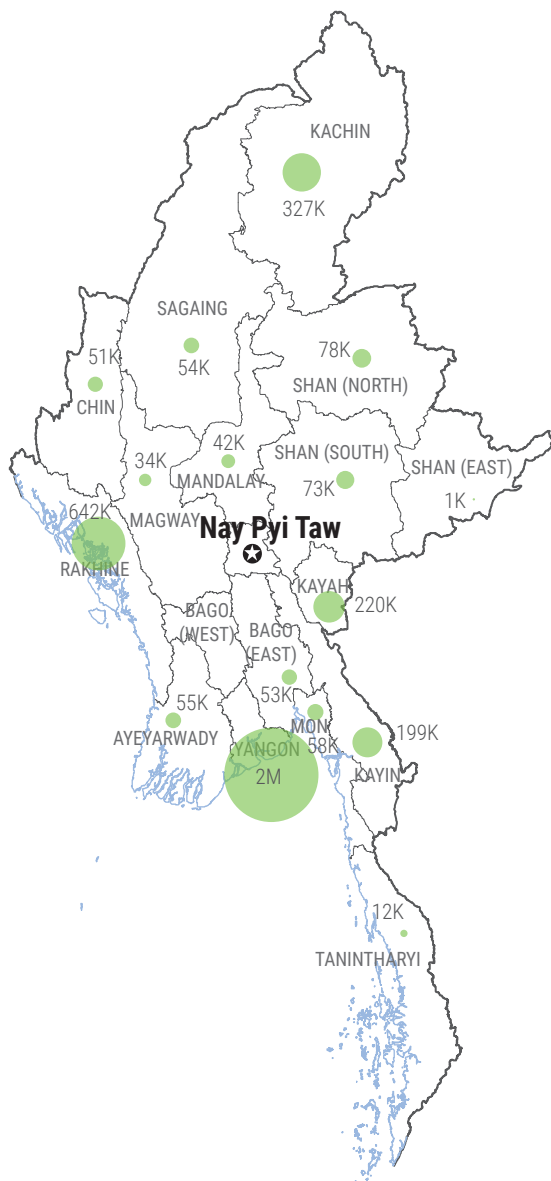 KACHIN
327K
SAGAING
54K
51K
CHIN
78K
SHAN (NORTH)
42K
MANDALAY
34K
MAGWAY
SHAN (SOUTH)
73K
SHAN (EAST)
1K
642K
RAKHINE
Nay Pyi Taw
KAYAH
220K
BAGO
(WEST)
BAGO
(EAST)
53K
55K
AYEYARWADY
MON
58K
YANGON
2M
199K
KAYIN
12K
TANINTHARYI